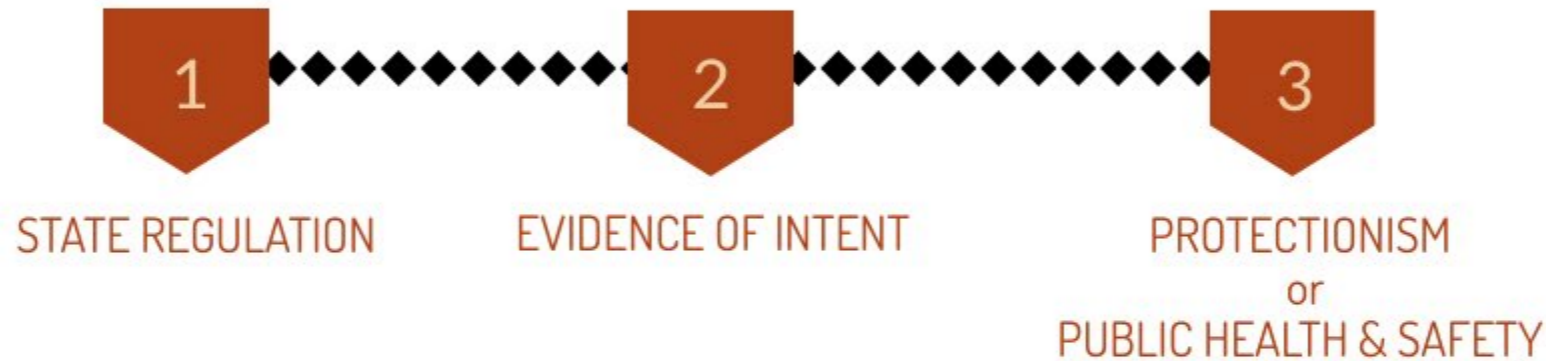 1
2
3
STATE REGULATION
EVIDENCE OF INTENT
PROTECTIONISM
or
PUBLIC HEALTH & SAFETY